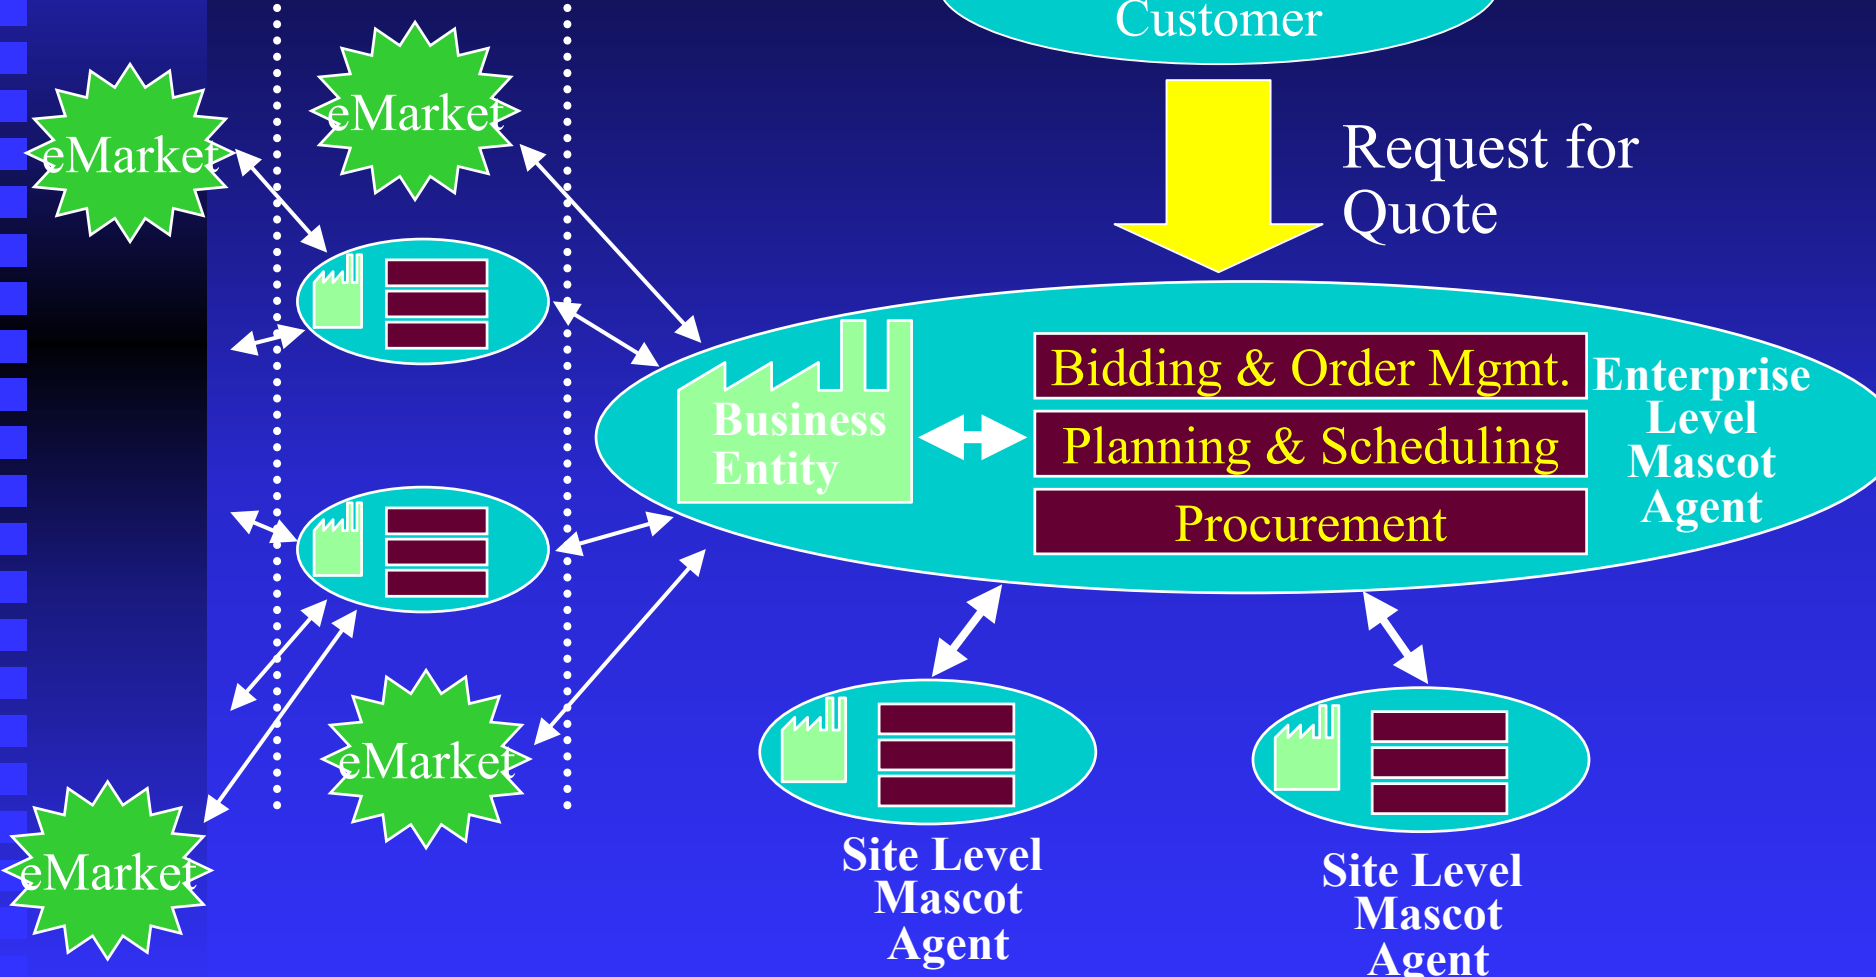 Customer
eMarket
eMarket
Request for
Quote
Business
Entity
Bidding & Order Mgmt.
Planning & Scheduling
Procurement
Enterprise
Level
Mascot
Agent
eMarket
eMarket
Site Level
Mascot
Agent
Site Level
Mascot
Agent